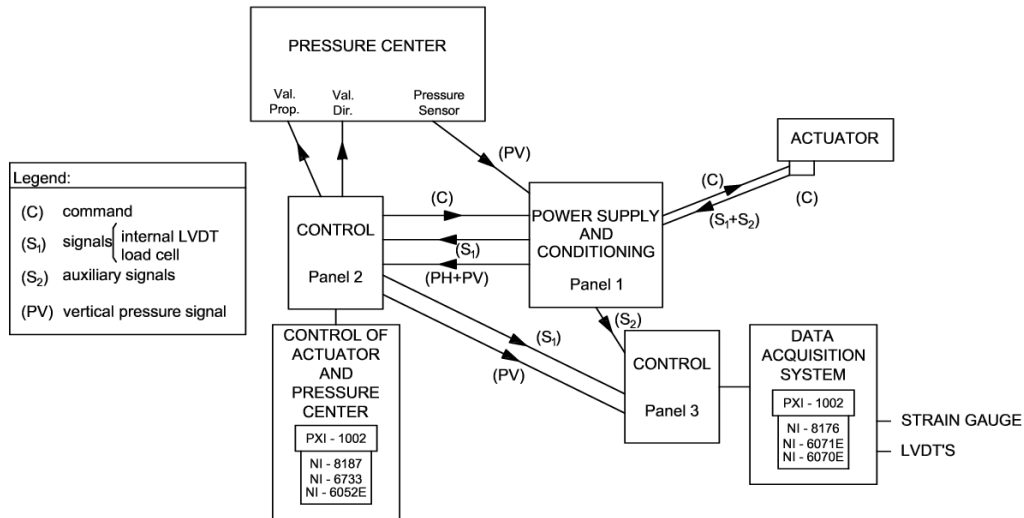 PRESSURE CENTER
Val.
Prop.
Val.
Dir.
Pressure
Sensor
(PV)
ACTUATOR
(C)
(C)
(S₁+S₂)
Legend:
(C) command
(S₁) signals { internal LVDT
load cell
(S₂) auxiliary signals
(PV) vertical pressure signal
CONTROL
Panel 2
(C)
(S₁)
(PH+PV)
POWER SUPPLY
AND
CONDITIONING
Panel 1
(S₂)
(S₁)
(PV)
CONTROL
Panel 3
CONTROL OF
ACTUATOR
AND
PRESSURE
CENTER
PXI - 1002
NI - 8187
NI - 6733
NI - 6052E
DATA
ACQUISITION
SYSTEM
PXI - 1002
NI - 8176
NI - 6071E
NI - 6070E
STRAIN GAUGE
LVDT'S